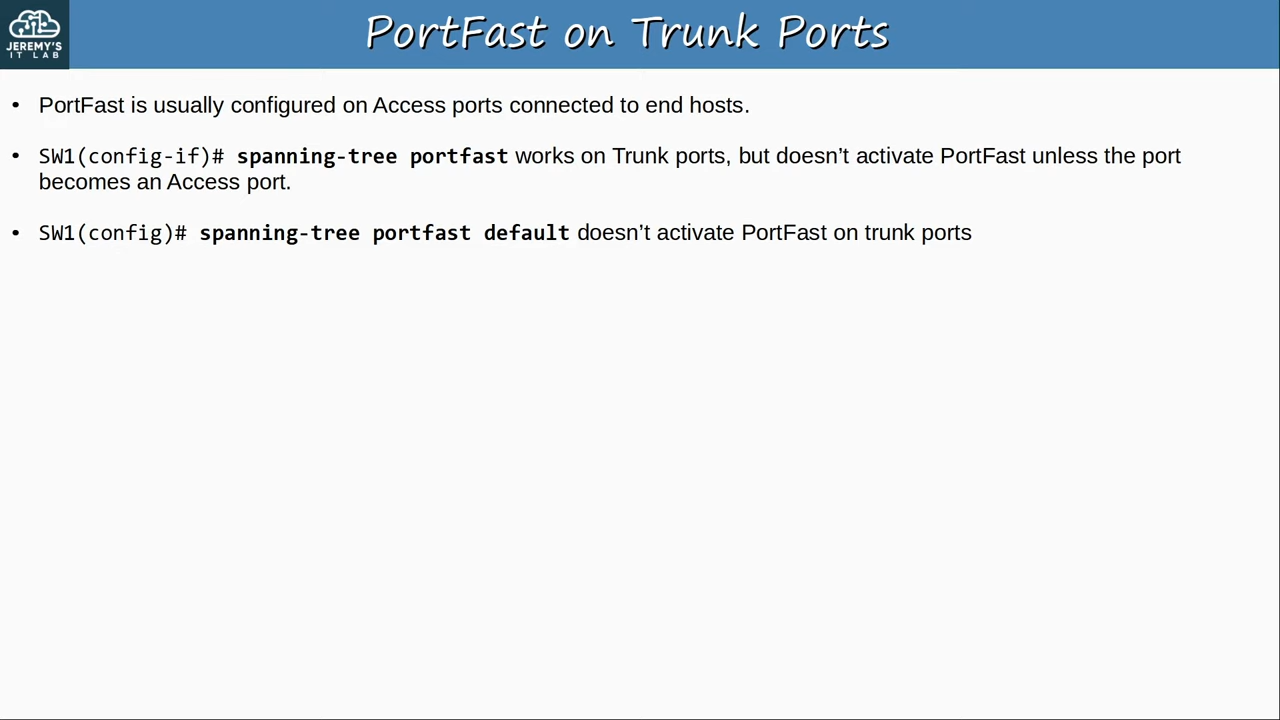 JEREMY'S
IT LAB
PortFast on Trunk Ports
• PortFast is usually configured on Access ports connected to end hosts.
• SW1(config-if)# spanning-tree portfast works on Trunk ports, but doesn’t activate PortFast unless the port
becomes an Access port.
• SW1(config)# spanning-tree portfast default doesn’t activate PortFast on trunk ports